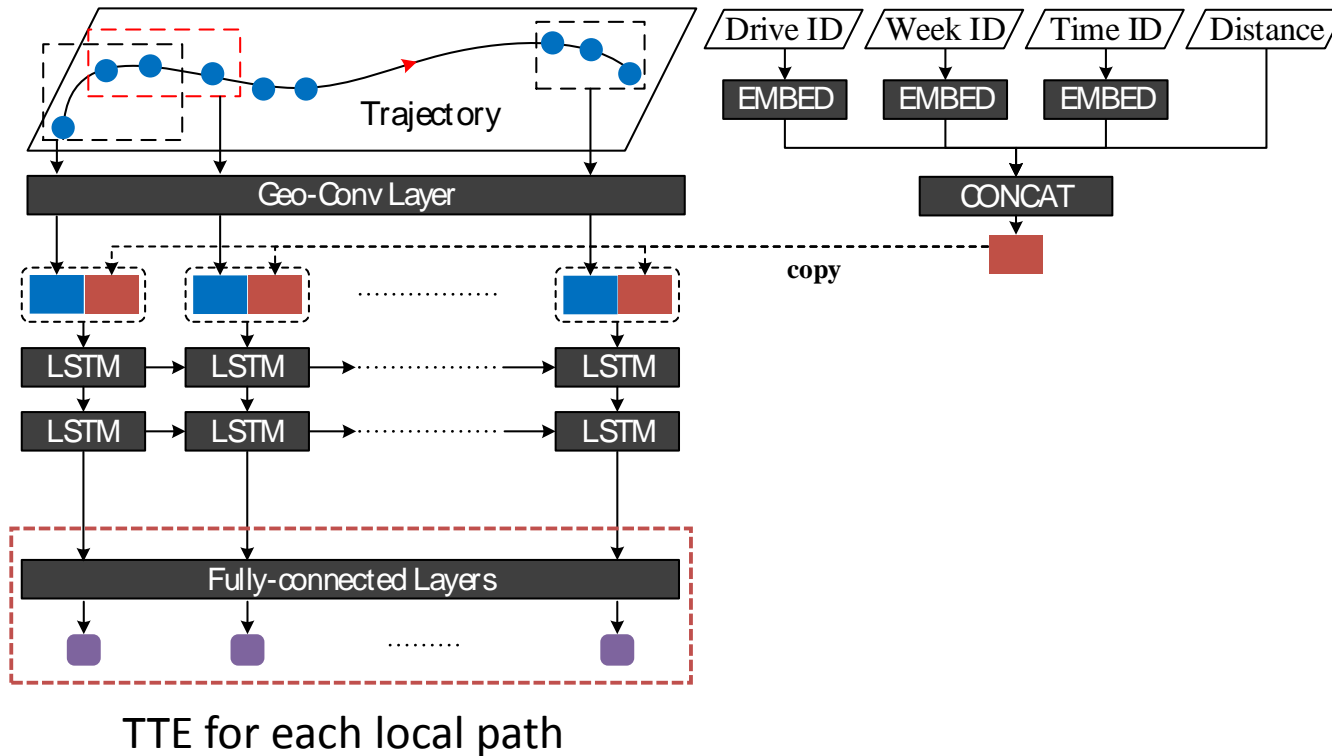 Drive ID
Week ID
Time ID
Distance
EMBED
EMBED
EMBED
Trajectory
Geo-Conv Layer
CONCAT
copy
LSTM
LSTM
LSTM
LSTM
LSTM
LSTM
Fully-connected Layers
TTE for each local path